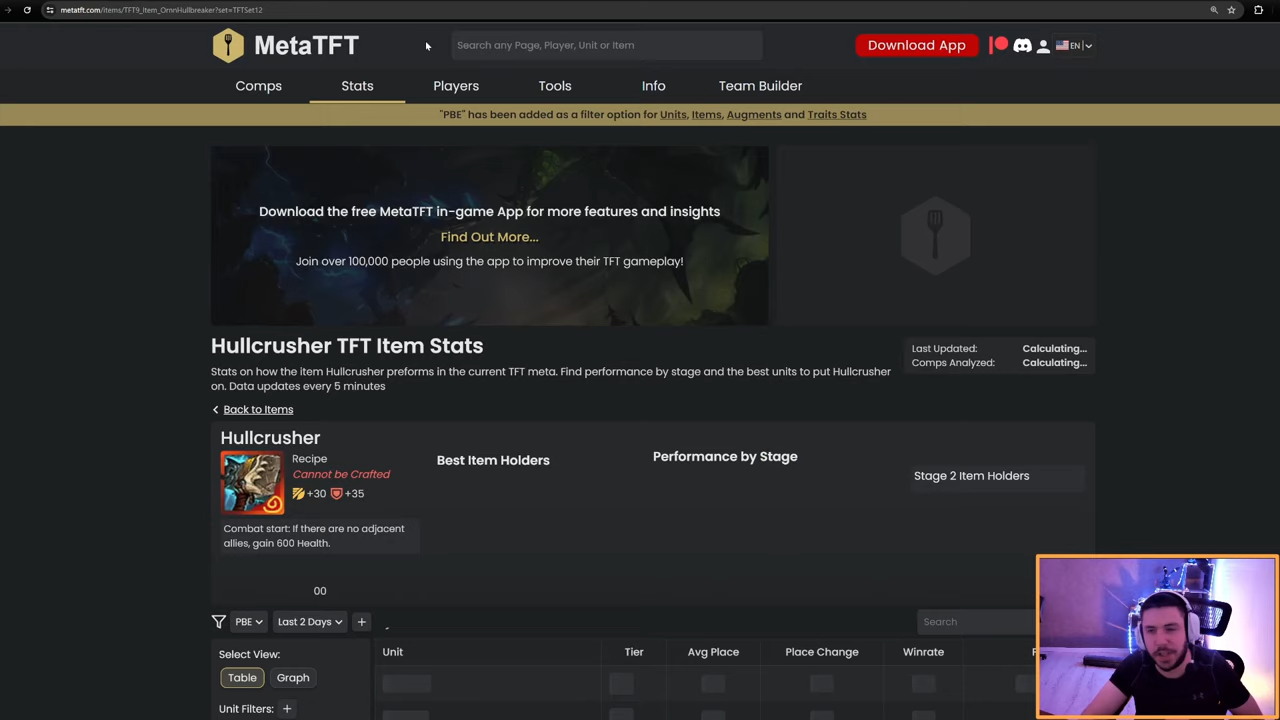 metatft.com/items/TFT9_Item_OrnnHullbreaker?set=TFTSet12
MetaTFT
Search any Page, Player, Unit or Item
Download App
EN
Comps Stats Players Tools Info Team Builder
"PBE" has been added as a filter option for Units, Items, Augments and Traits Stats
Download the free MetaTFT in-game App for more features and insights
Find Out More...
Join over 100,000 people using the app to improve their TFT gameplay!
Hullcrusher TFT Item Stats
Stats on how the item Hullcrusher preforms in the current TFT meta. Find performance by stage and the best units to put Hullcrusher
on. Data updates every 5 minutes
Last Updated: Calculating...
Comps Analyzed: Calculating...
Back to Items
Hullcrusher
Recipe
Cannot be Crafted
+30 +35
Combat start: If there are no adjacent
allies, gain 600 Health.
Best Item Holders
Performance by Stage
Stage 2 Item Holders
00
PBE Last 2 Days +
Search
Select View:
Table Graph
Unit Filters: +
Unit Tier Avg Place Place Change Winrate